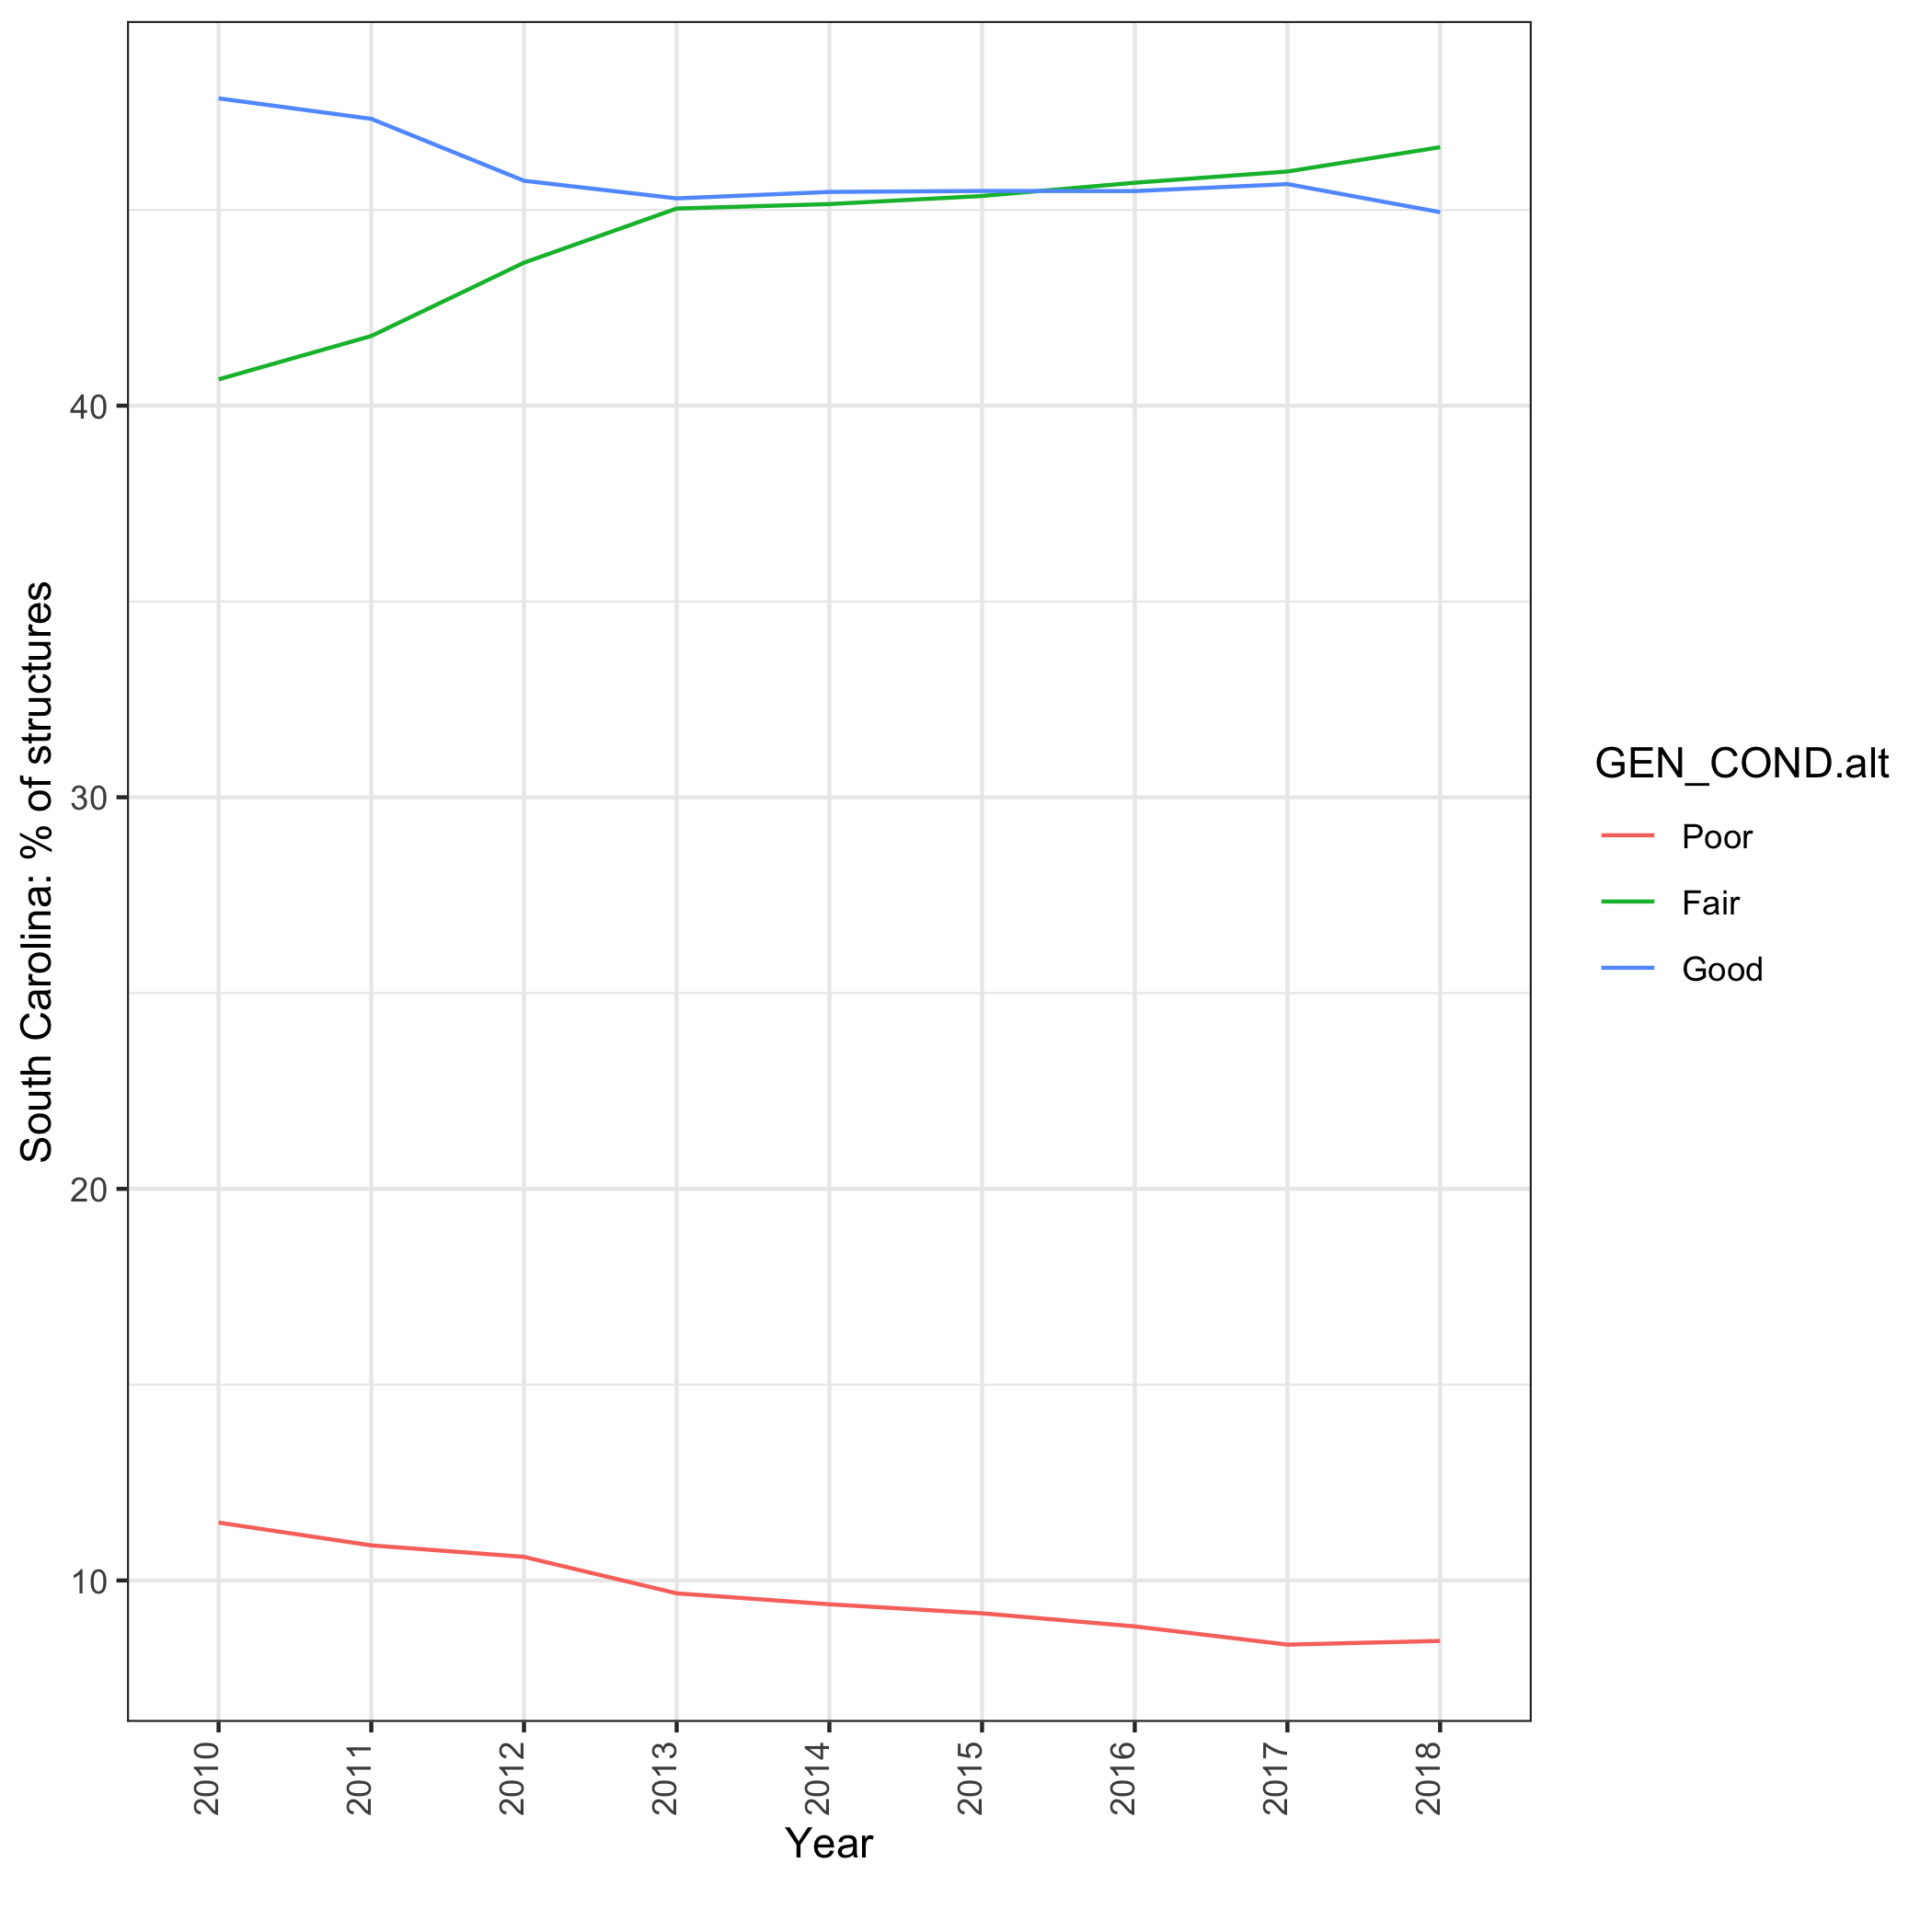 South Carolina: % of structures
40
30
20
10
2010
2011
2012
2013
2014
2015
2016
2017
2018
Year
GEN_COND.alt
Poor
Fair
Good